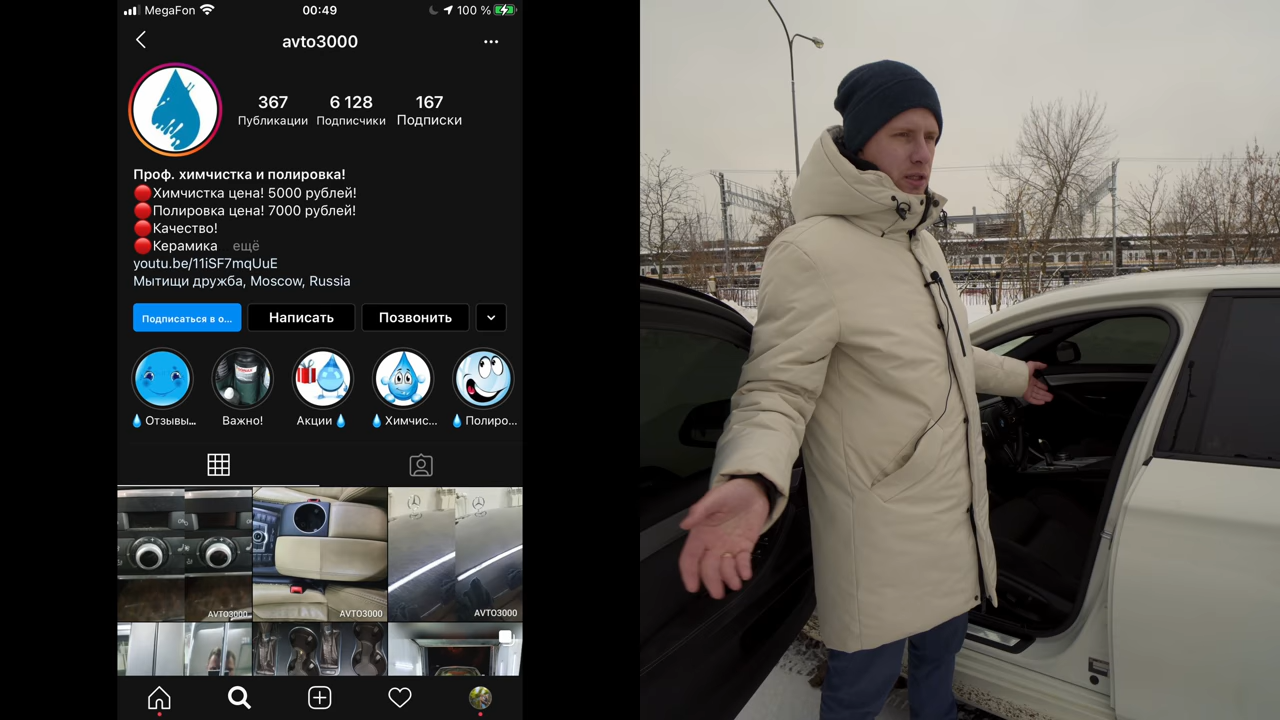 MegaFon
00:49
100 %
avto3000
367
Публикации
6 128
Подписчики
167
Подписки
Проф. химчистка и полировка!
Химчистка цена! 5000 рублей!
Полировка цена! 7000 рублей!
Качество!
Керамика ещё
youtu.be/11iSF7mqUuE
Мытищи дружба, Moscow, Russia
Подписаться в о...
Написать
Позвонить
Отзывы...
Важно!
Акции
Химчис...
Полиро...
AVTO3000
AVTO3000
AVTO3000